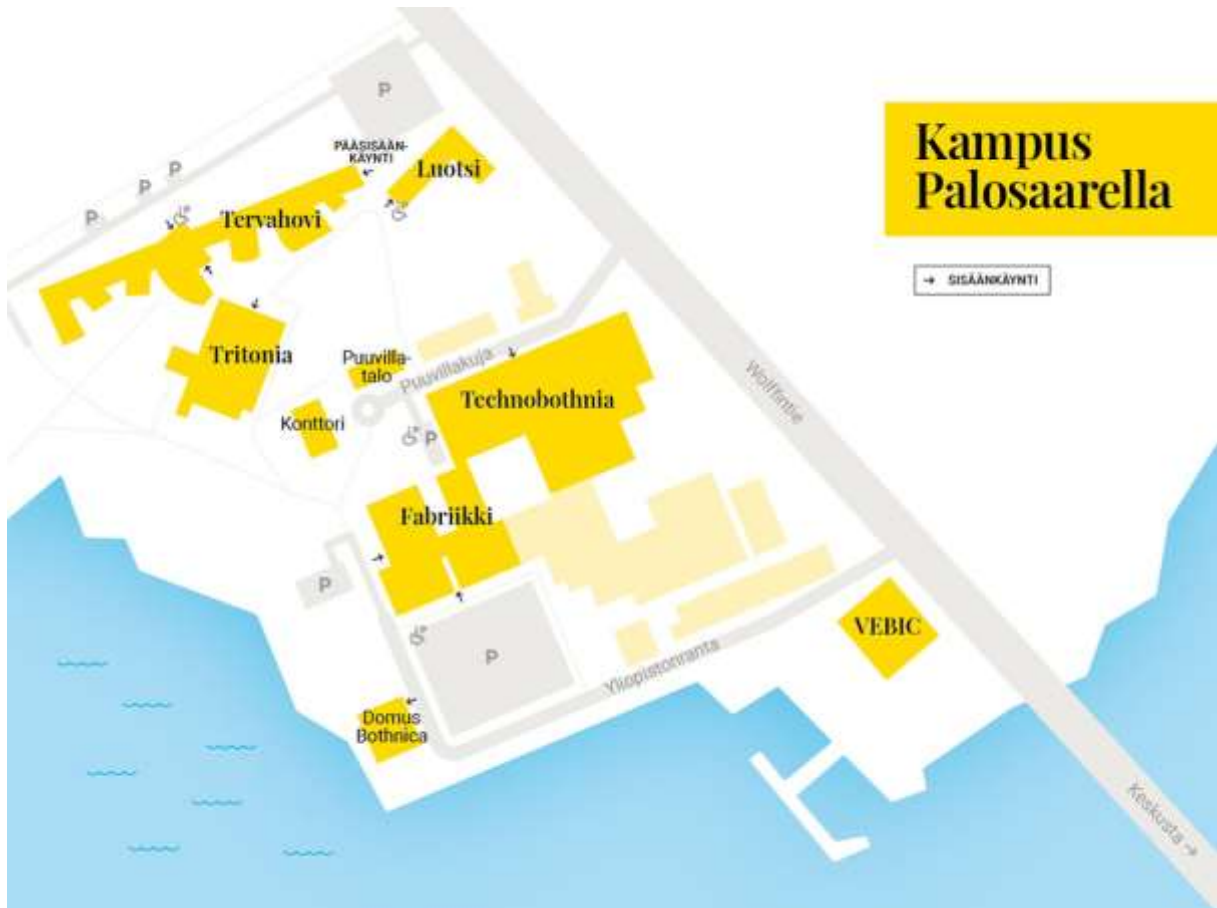 Kampus
Palosaarella
→ SISÄÄNKÄYNTI
P
PÄÄSISÄÄN-
KÄYNTI
Luotsi
P
P
P
Tervahovi
Tritonia
Puuvilla-
talo
Puuvillakuja
Wolffintie
Technobothnia
Konttori
P
Fabriikki
P
VEBIC
P
Yliopistonranta
Domus
Bothnica
Keskusta →